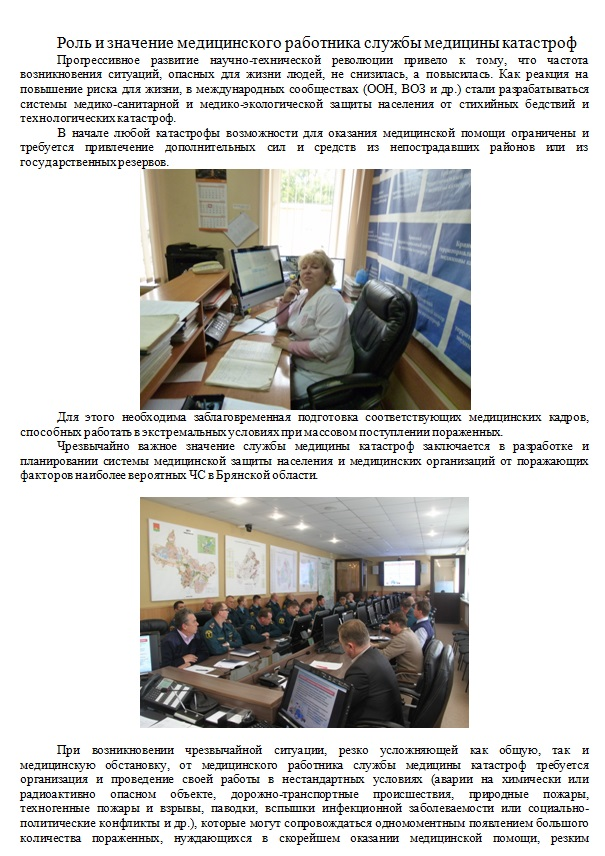 Роль и значение медицинского работника службы медицины катастроф
Прогрессивное развитие научно-технической революции привело к тому, что частота
возникновения ситуаций, опасных для жизни людей, не снизилась, а повысилась. Как реакция на
повышение риска для жизни, в международных сообществах (ООН, ВОЗ и др.) стали разрабатываться
системы медико-санитарной и медико-экологической защиты населения от стихийных бедствий и
технологических катастроф.
В начале любой катастрофы возможности для оказания медицинской помощи ограничены и
требуется привлечение дополнительных сил и средств из непострадавших районов или из
государственных резервов.
Для этого необходима заблаговременная подготовка соответствующих медицинских кадров,
способных работать в экстремальных условиях при массовом поступлении пораженных.
Чрезвычайно важное значение службы медицины катастроф заключается в разработке и
планировании системы медицинской защиты населения и медицинских организаций от поражающих
факторов наиболее вероятных ЧС в Брянской области.
При возникновении чрезвычайной ситуации, резко усложняющей как общую, так и
медицинскую обстановку, от медицинского работника службы медицины катастроф требуется
организация и проведение своей работы в нестандартных условиях (аварии на химически или
радиоактивно опасном объекте, дорожно-транспортные происшествия, природные пожары,
техногенные пожары и взрывы, паводки, вспышки инфекционной заболеваемости или социально-
политические конфликты и др.), которые могут сопровождаться одномоментным появлением большого
количества пораженных, нуждающихся в скорейшем оказании медицинской помощи, резким